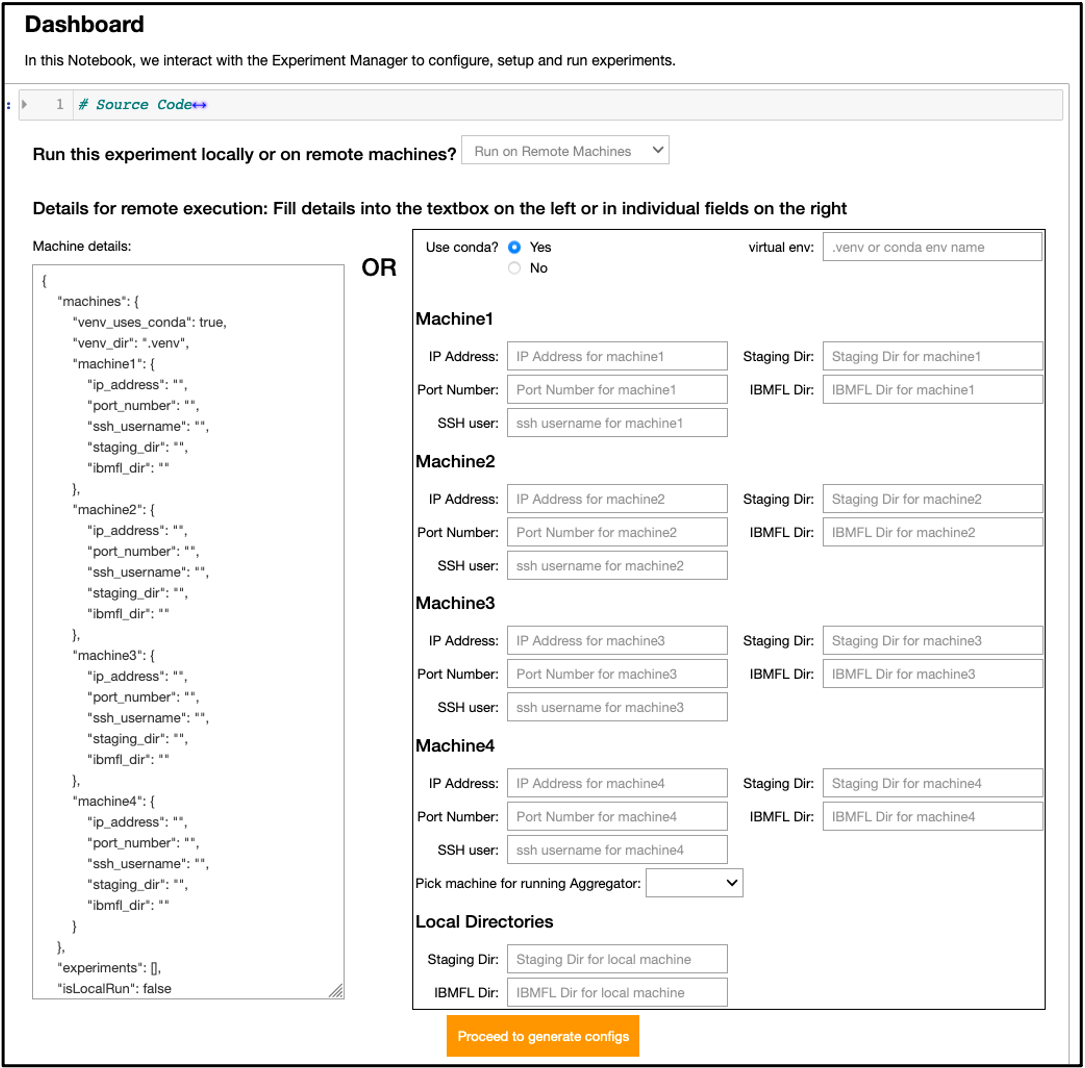 Dashboard
In this Notebook, we interact with the Experiment Manager to configure, setup and run experiments.
: 1 # Source Code↔
Run this experiment locally or on remote machines? Run on Remote Machines
Details for remote execution: Fill details into the textbox on the left or in individual fields on the right
Machine details:
{
"machines": {
"venv_uses_conda": true,
"venv_dir": ".venv",
"machine1": {
"ip_address": "",
"port_number": "",
"ssh_username": "",
"staging_dir": "",
"ibmfl_dir": ""
},
"machine2": {
"ip_address": "",
"port_number": "",
"ssh_username": "",
"staging_dir": "",
"ibmfl_dir": ""
},
"machine3": {
"ip_address": "",
"port_number": "",
"ssh_username": "",
"staging_dir": "",
"ibmfl_dir": ""
},
"machine4": {
"ip_address": "",
"port_number": "",
"ssh_username": "",
"staging_dir": "",
"ibmfl_dir": ""
}
},
"experiments": [],
"isLocalRun": false
OR
Use conda? Yes virtual env: .venv or conda env name
No
Machine1
IP Address: IP Address for machine1 Staging Dir: Staging Dir for machine1
Port Number: Port Number for machine1 IBMFL Dir: IBMFL Dir for machine1
SSH user: ssh username for machine1
Machine2
IP Address: IP Address for machine2 Staging Dir: Staging Dir for machine2
Port Number: Port Number for machine2 IBMFL Dir: IBMFL Dir for machine2
SSH user: ssh username for machine2
Machine3
IP Address: IP Address for machine3 Staging Dir: Staging Dir for machine3
Port Number: Port Number for machine3 IBMFL Dir: IBMFL Dir for machine3
SSH user: ssh username for machine3
Machine4
IP Address: IP Address for machine4 Staging Dir: Staging Dir for machine4
Port Number: Port Number for machine4 IBMFL Dir: IBMFL Dir for machine4
SSH user: ssh username for machine4
Pick machine for running Aggregator:
Local Directories
Staging Dir: Staging Dir for local machine
IBMFL Dir: IBMFL Dir for local machine
Proceed to generate configs